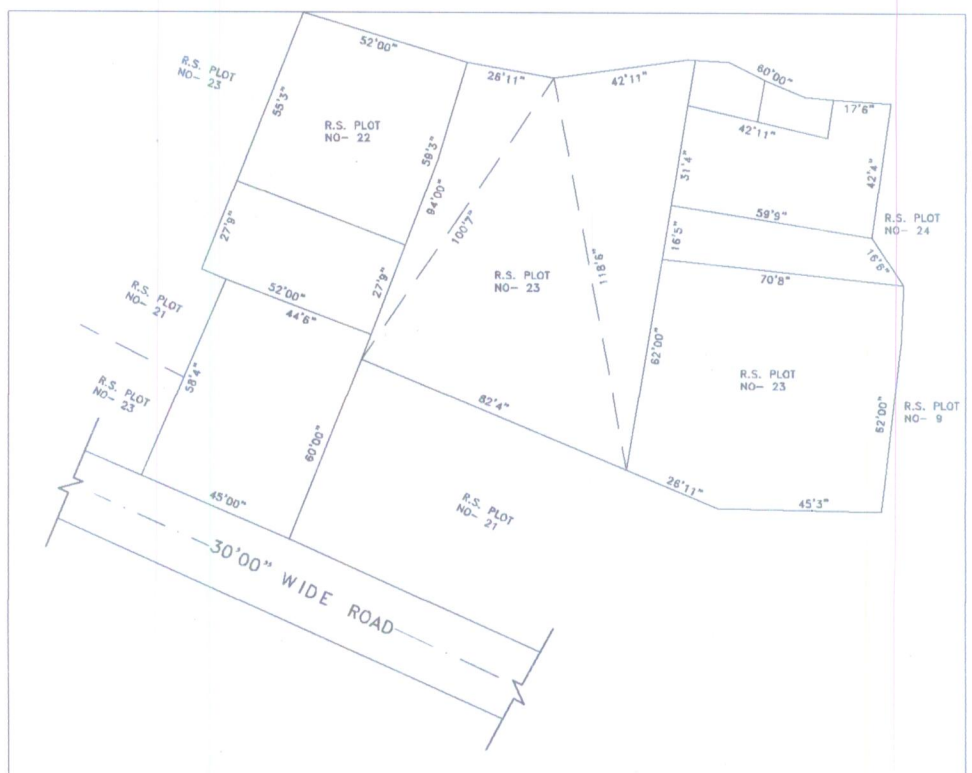 52'00"
R.S. PLOT
NO- 23
26'11"
42'11"
60'00"
17'6"
55'3"
R.S. PLOT
NO- 22
59'3"
94'00"
31'4"
42'11"
42'4"
27'9"
100'7"
118'6"
59'9"
R.S. PLOT
NO- 24
16'5"
16'6"
R.S. PLOT
NO- 23
70'8"
27'9"
52'00"
44'6"
R.S. PLOT
NO- 21
58'4"
R.S. PLOT
NO- 23
62'00"
R.S. PLOT
NO- 23
62'00"
R.S. PLOT
NO- 9
82'4"
60'00"
26'11"
45'3"
45'00"
R.S. PLOT
NO- 21
30'00" WIDE ROAD